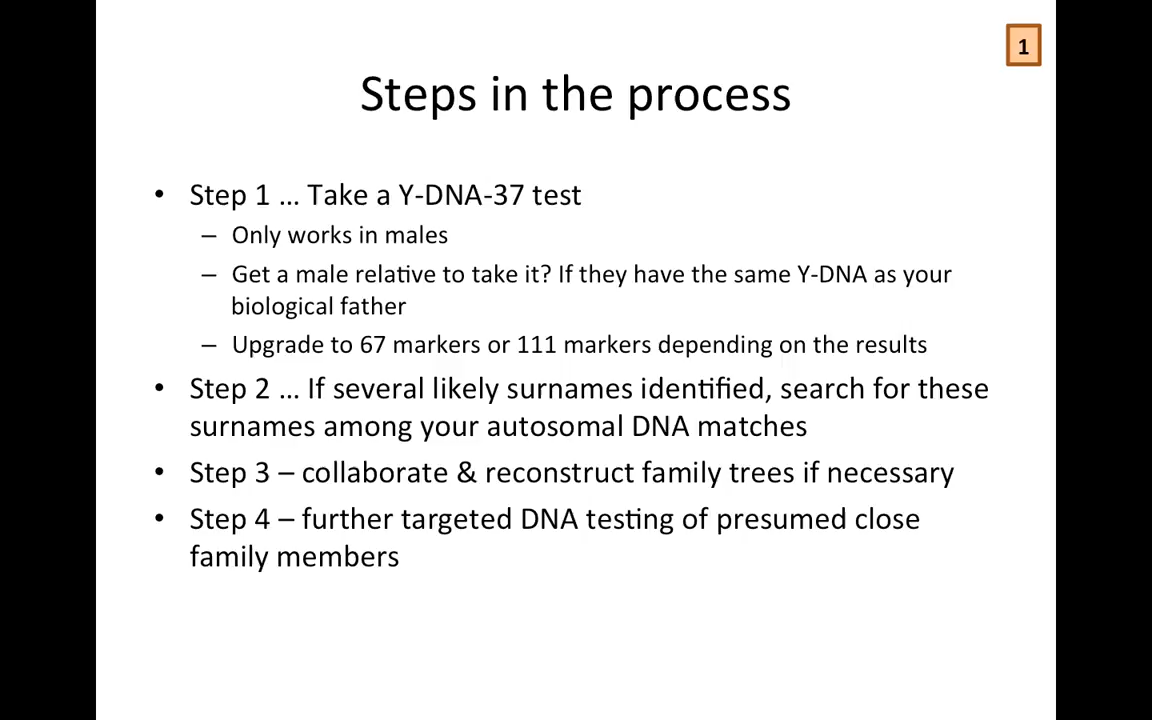 1
Steps in the process
• Step 1 … Take a Y-DNA-37 test
– Only works in males
– Get a male relative to take it? If they have the same Y-DNA as your
biological father
– Upgrade to 67 markers or 111 markers depending on the results
• Step 2 … If several likely surnames identified, search for these
surnames among your autosomal DNA matches
• Step 3 – collaborate & reconstruct family trees if necessary
• Step 4 – further targeted DNA testing of presumed close
family members